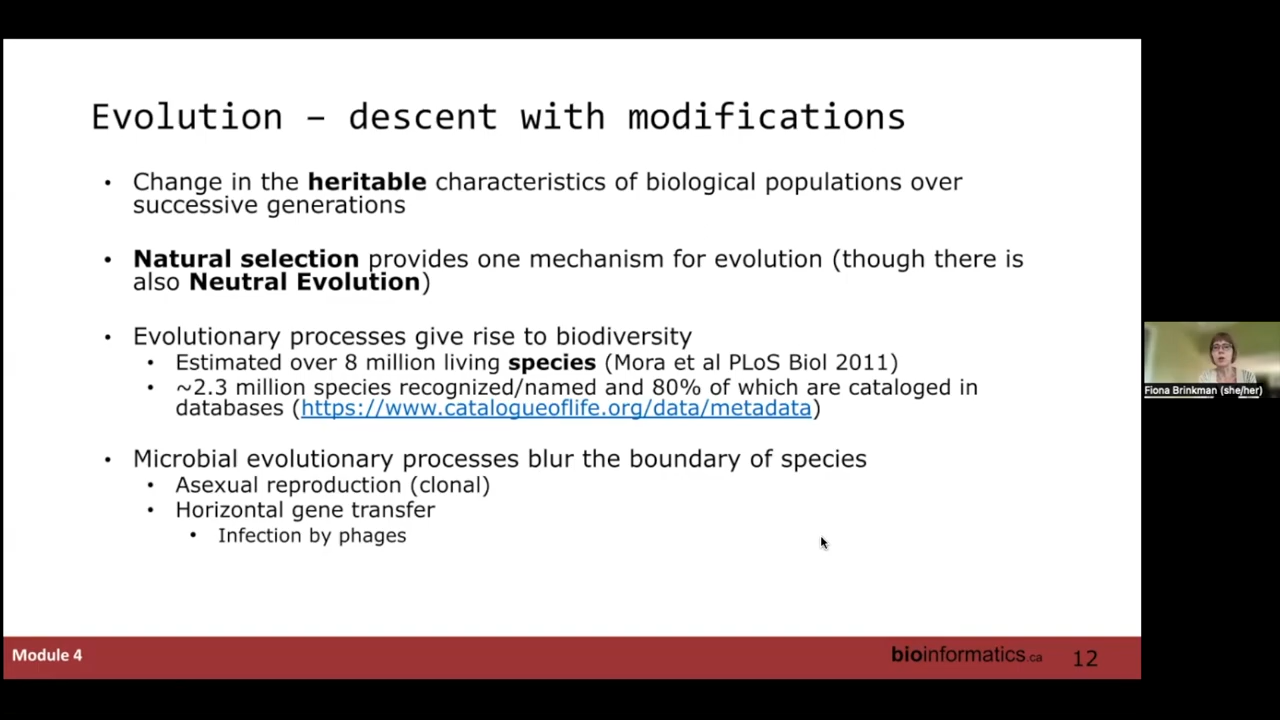 Evolution – descent with modifications
• Change in the heritable characteristics of biological populations over
successive generations
• Natural selection provides one mechanism for evolution (though there is
also Neutral Evolution)
• Evolutionary processes give rise to biodiversity
• Estimated over 8 million living species (Mora et al PLoS Biol 2011)
• ~2.3 million species recognized/named and 80% of which are cataloged in
databases (https://www.catalogueoflife.org/data/metadata)
• Microbial evolutionary processes blur the boundary of species
• Asexual reproduction (clonal)
• Horizontal gene transfer
• Infection by phages
Fiona Brinkman (she/her)
Module 4
bioinformatics.ca
12